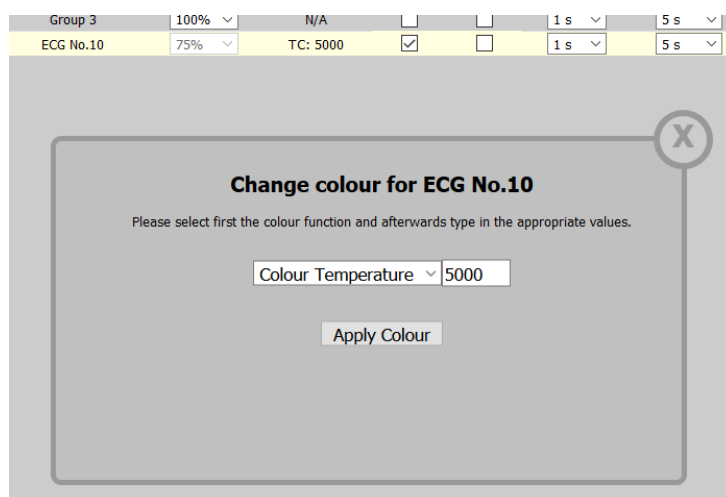 Group 3 100% N/A 1 s 5 s
ECG No.10 75% TC: 5000 1 s 5 s
X
Change colour for ECG No.10
Please select first the colour function and afterwards type in the appropriate values.
Colour Temperature 5000
Apply Colour